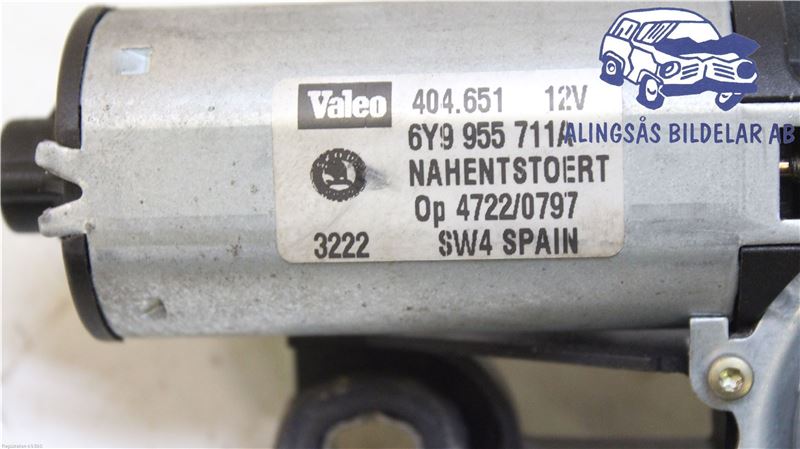 Valeo 404.651 12V
6Y9 955 711A
ALINGSÅS BILDELAR AB
NAHENTSTOERT
Op 4722/0797
3222 SW4 SPAIN